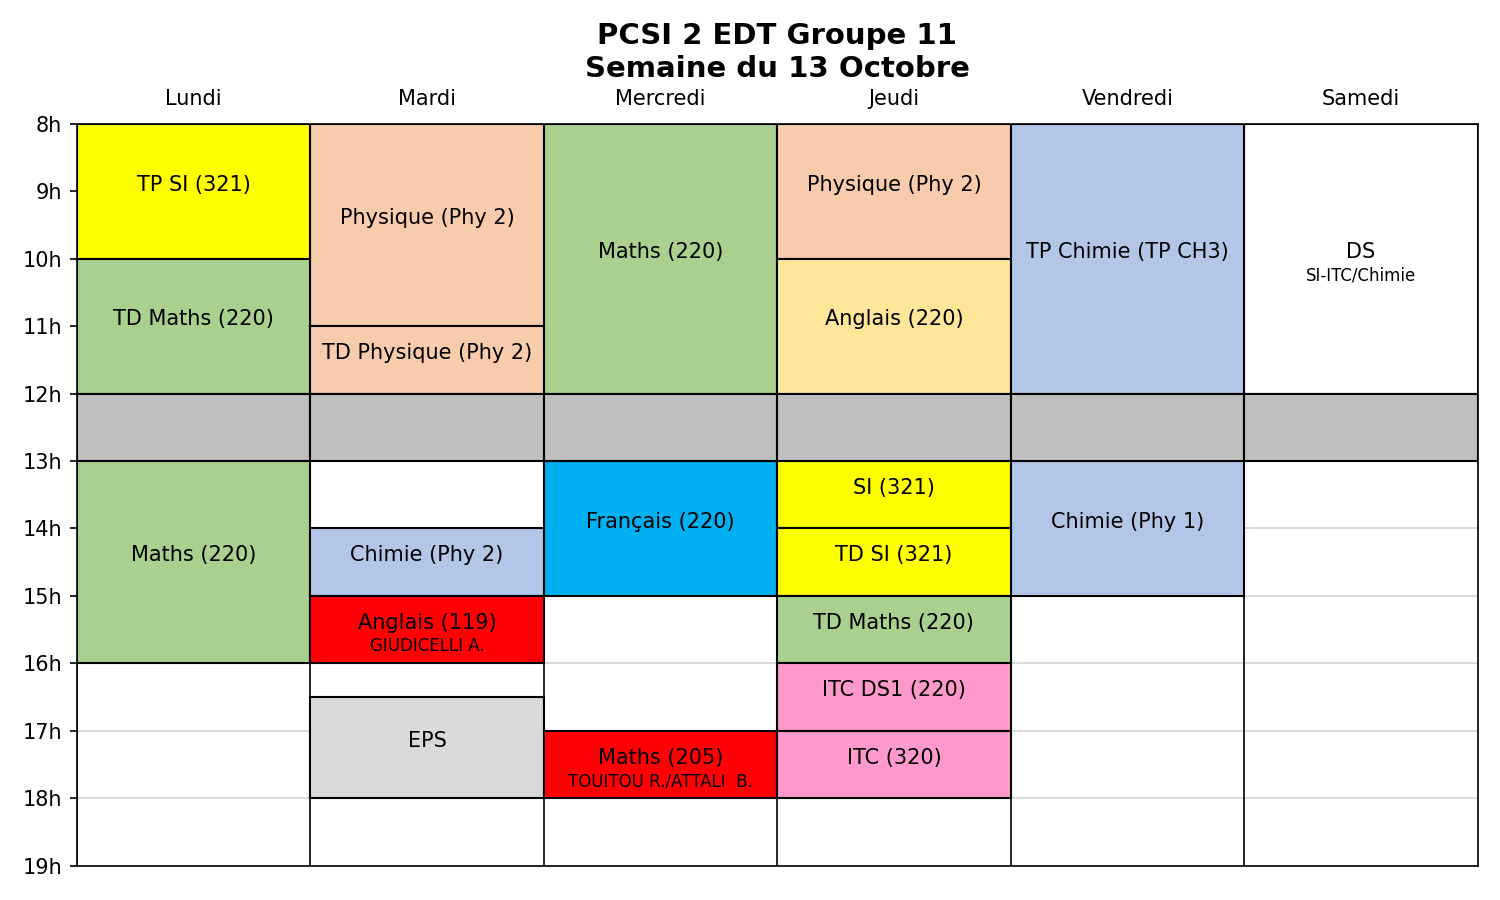 PCSI 2 EDT Groupe 11
Semaine du 13 Octobre
Lundi Mardi Mercredi Jeudi Vendredi Samedi
8h
9h
10h
11h
12h
13h
14h
15h
16h
17h
18h
19h
TP SI (321)
TD Maths (220)
Maths (220)
Physique (Phy 2)
TD Physique (Phy 2)
Chimie (Phy 2)
Anglais (119)
GIUDICELLI A.
EPS
Maths (220)
Français (220)
Maths (205)
TOUITOU R./ATTALI  B.
Physique (Phy 2)
Anglais (220)
SI (321)
TD SI (321)
TD Maths (220)
ITC DS1 (220)
ITC (320)
TP Chimie (TP CH3)
Chimie (Phy 1)
DS
SI-ITC/Chimie